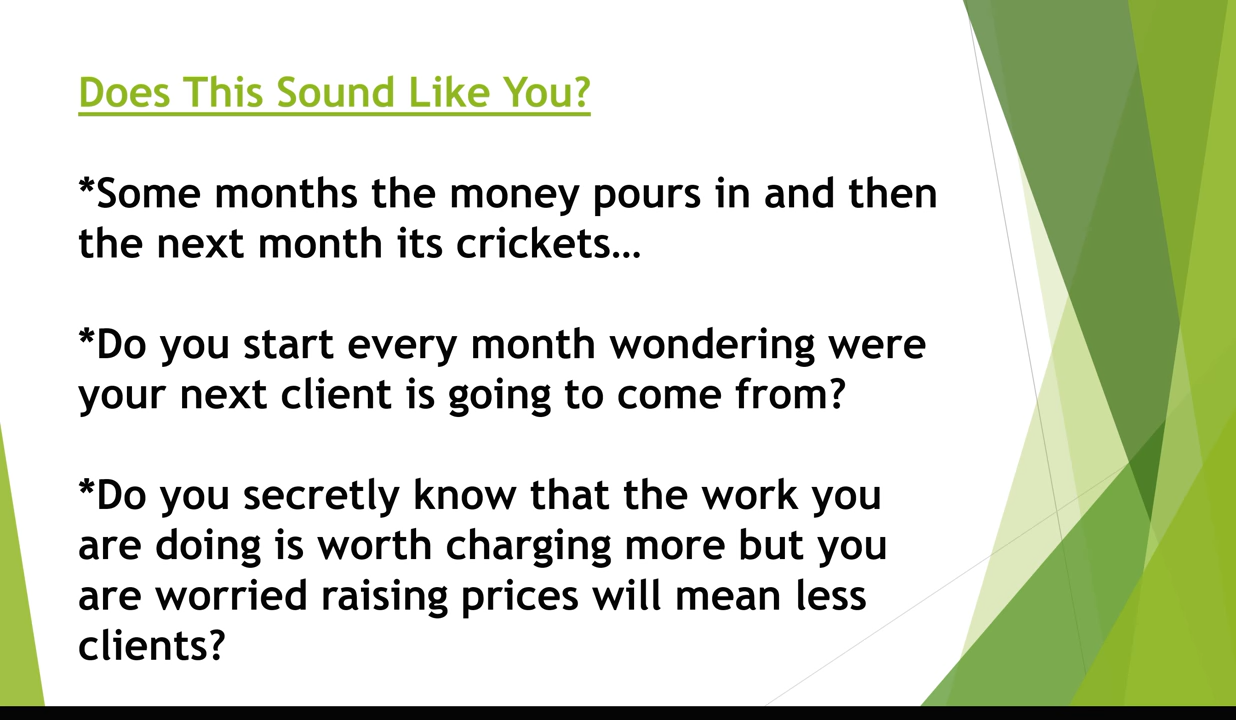 Does This Sound Like You?
*Some months the money pours in and then
the next month its crickets…
*Do you start every month wondering were
your next client is going to come from?
*Do you secretly know that the work you
are doing is worth charging more but you
are worried raising prices will mean less
clients?